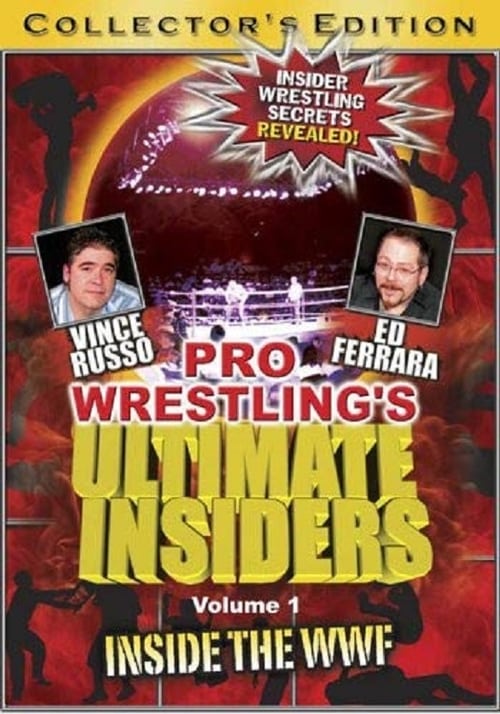 COLLECTOR'S EDITION
INSIDER
WRESTLING
SECRETS
REVEALED!
VINCE
RUSSO
ED
FERRARA
PRO
WRESTLING'S
ULTIMATE
INSIDERS
Volume 1
INSIDE THE WWF